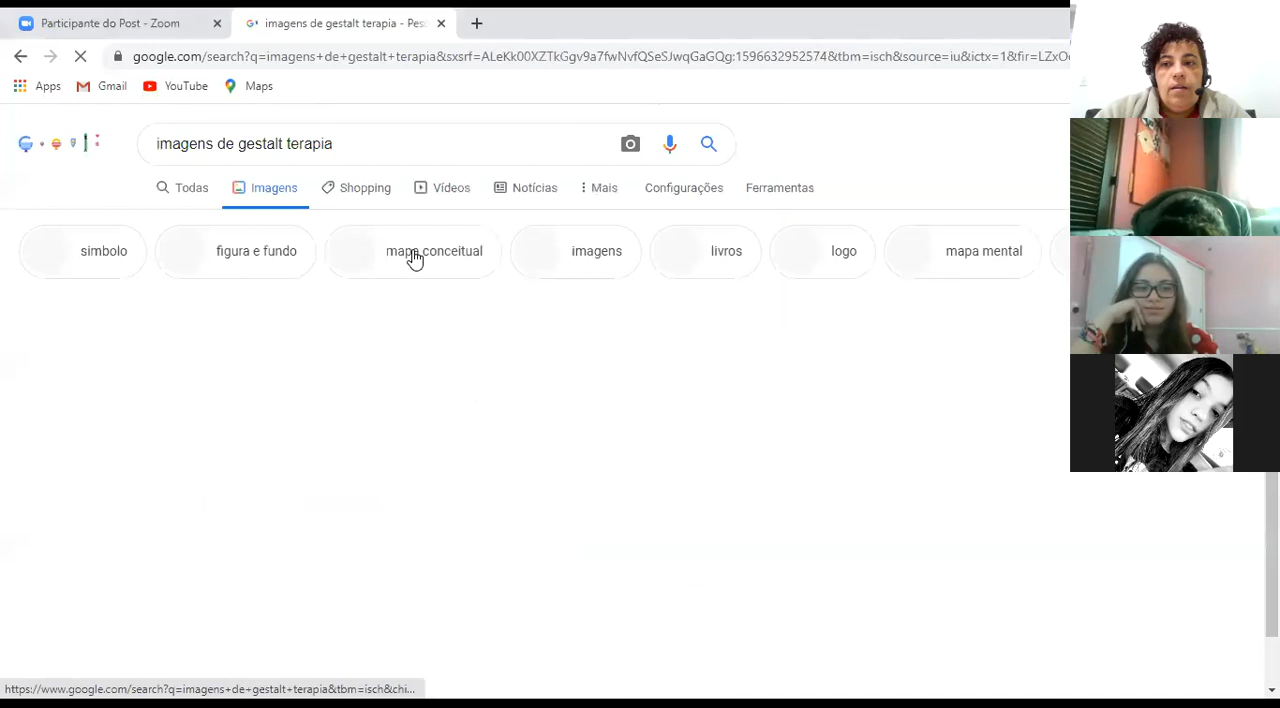 Participante do Post - Zoom
imagens de gestalt terapia - Pes
google.com/search?q=imagens+de+gestalt+terapia&sxsrf=ALeKk00XZTkGgv9a7fwNvfQSeSJwqGaGQg:1596632952574&tbm=isch&source=iu&ictx=1&fir=LZxO
Apps Gmail YouTube Maps
imagens de gestalt terapia
Todas Imagens Shopping Vídeos Notícias Mais Configurações Ferramentas
simbolo figura e fundo mapa conceitual imagens livros logo mapa mental
https://www.google.com/search?q=imagens+de+gestalt+terapia&tbm=isch&chi...